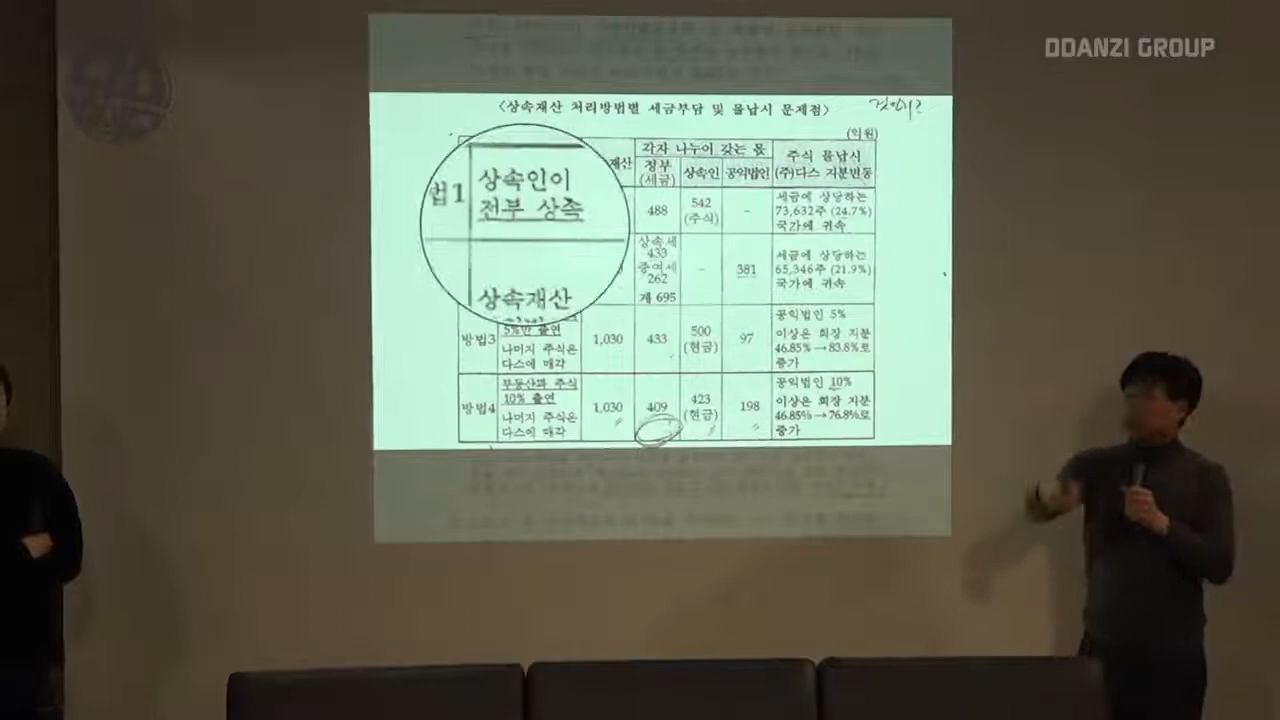 DDANZI GROUP
<상속재산 처리방법별 세금부담 및 물납시 문제점>
(억원)
재산
각자 나누어 갖는 몫
정부
(세금)
상속인
공익법인
주식 물납시
(주)다스 지분변동
법1
상속인이
전부 상속
488
542
(주식)
-
세금에 상당하는
73,632주 (24.7%)
국가에 귀속
상속재산
상속세
433
증여세
262
계 695
-
381
세금에 상당하는
65,346주 (21.9%)
국가에 귀속
방법3
5%만 출연
나머지 주식은
다스에 매각
1,030
433
500
(현금)
97
공익법인 5%
이상은 회장 지분
46.85% → 83.8%로
증가
방법4
부동산과 주식
10% 출연
나머지 주식은
다스에 매각
1,030
409
423
(현금)
198
공익법인 10%
이상은 회장 지분
46.85% → 76.8%로
증가